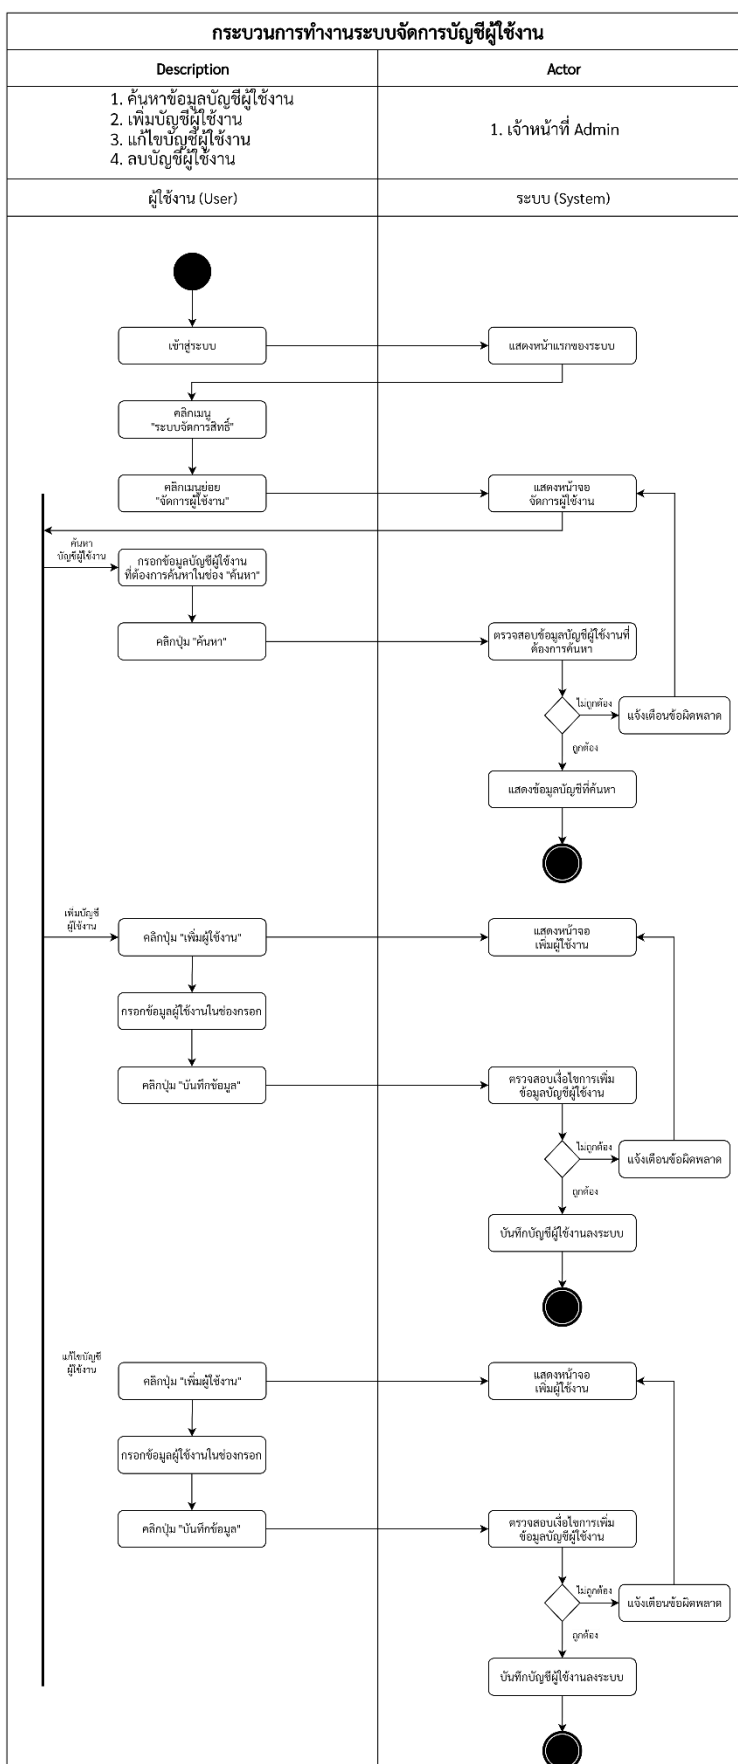 กระบวนการทำงานระบบจัดการบัญชีผู้ใช้งาน
Description
Actor
1. ค้นหาข้อมูลบัญชีผู้ใช้งาน
2. เพิ่มบัญชีผู้ใช้งาน
3. แก้ไขบัญชีผู้ใช้งาน
4. ลบบัญชีผู้ใช้งาน
1. เจ้าหน้าที่ Admin
ผู้ใช้งาน (User)
ระบบ (System)
เข้าสู่ระบบ
แสดงหน้าแรกของระบบ
คลิกเมนู
"ระบบจัดการสิทธิ์"
คลิกเมนูย่อย
"จัดการผู้ใช้งาน"
แสดงหน้าจอ
จัดการผู้ใช้งาน
ค้นหา
บัญชีผู้ใช้งาน
กรอกข้อมูลบัญชีผู้ใช้งาน
ที่ต้องการค้นหาในช่อง "ค้นหา"
คลิกปุ่ม "ค้นหา"
ตรวจสอบข้อมูลบัญชีผู้ใช้งานที่
ต้องการค้นหา
ไม่ถูกต้อง
แจ้งเตือนข้อผิดพลาด
ถูกต้อง
แสดงข้อมูลบัญชีที่ค้นหา
เพิ่มบัญชี
ผู้ใช้งาน
คลิกปุ่ม "เพิ่มผู้ใช้งาน"
แสดงหน้าจอ
เพิ่มผู้ใช้งาน
กรอกข้อมูลผู้ใช้งานในช่องกรอก
คลิกปุ่ม "บันทึกข้อมูล"
ตรวจสอบเงื่อไขการเพิ่ม
ข้อมูลบัญชีผู้ใช้งาน
ไม่ถูกต้อง
แจ้งเตือนข้อผิดพลาด
ถูกต้อง
บันทึกบัญชีผู้ใช้งานลงระบบ
แก้ไขบัญชี
ผู้ใช้งาน
คลิกปุ่ม "เพิ่มผู้ใช้งาน"
แสดงหน้าจอ
เพิ่มผู้ใช้งาน
กรอกข้อมูลผู้ใช้งานในช่องกรอก
คลิกปุ่ม "บันทึกข้อมูล"
ตรวจสอบเงื่อไขการเพิ่ม
ข้อมูลบัญชีผู้ใช้งาน
ไม่ถูกต้อง
แจ้งเตือนข้อผิดพลาด
ถูกต้อง
บันทึกบัญชีผู้ใช้งานลงระบบ